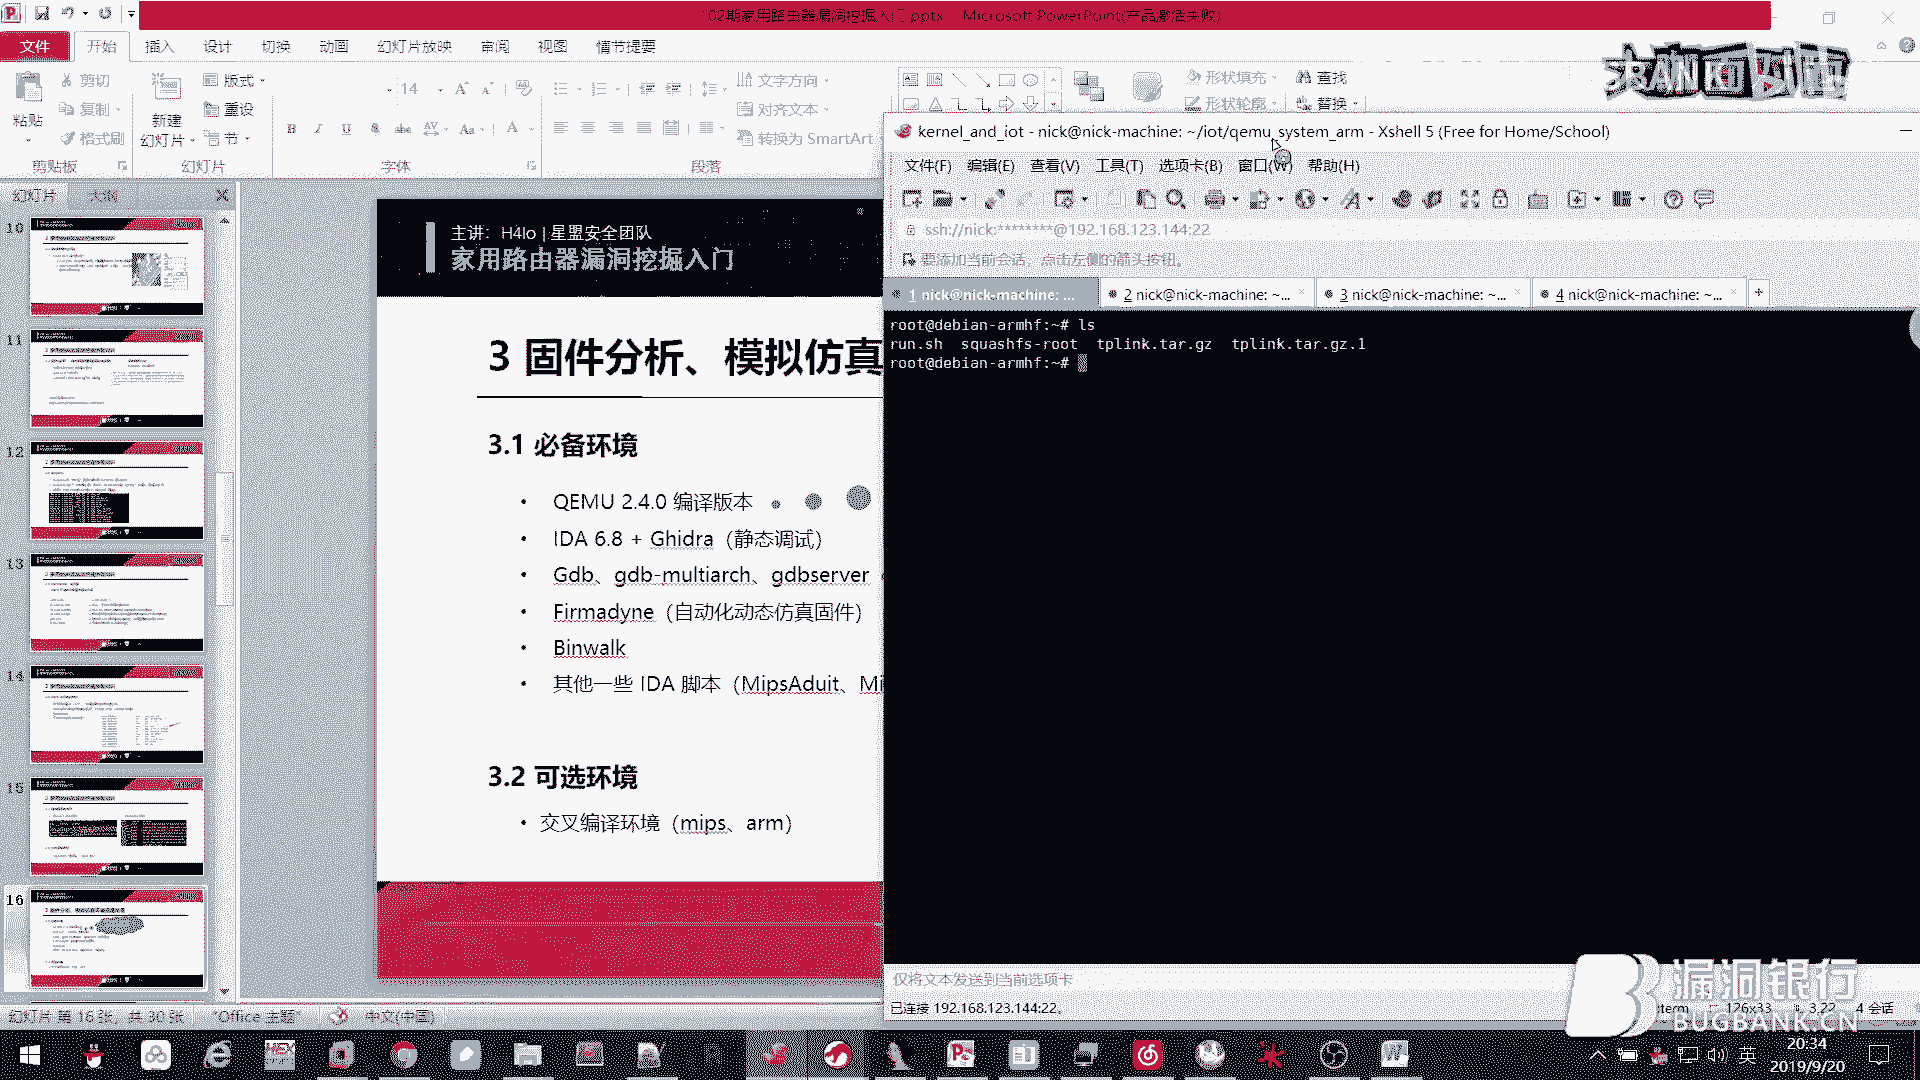 102期家用路由器漏洞挖掘入门.pptx - Microsoft PowerPoint(产品激活失败)
文件 开始 插入 设计 切换 动画 幻灯片放映 审阅 视图 情节提要
剪切
复制
格式刷
粘贴
剪贴板
新建
幻灯片
版式
重设
节
幻灯片
14
字体
文字方向
对齐文本
转换为 SmartArt
段落
形状填充
形状轮廓
查找
替换
幻灯片 大纲
10
11
12
13
14
15
16
主讲：H4lo | 星盟安全团队
家用路由器漏洞挖掘入门
3 固件分析、模拟仿真
3.1 必备环境
• QEMU 2.4.0 编译版本
• IDA 6.8 + Ghidra（静态调试）
• Gdb、gdb-multiarch、gdbserver
• Firmadyne（自动化动态仿真固件）
• Binwalk
• 其他一些 IDA 脚本（MipsAduit、Mi
3.2 可选环境
• 交叉编译环境（mips、arm）
kernel_and_iot - nick@nick-machine: ~/iot/qemu_system_arm - Xshell 5 (Free for Home/School)
文件(F) 编辑(E) 查看(V) 工具(T) 选项卡(B) 窗口(W) 帮助(H)
ssh://nick:********@192.168.123.144:22
要添加当前会话，点击左侧的箭头按钮。
1 nick@nick-machine: ... 2 nick@nick-machine: ~... 3 nick@nick-machine: ~... 4 nick@nick-machine: ~...
root@debian-armhf:~# ls
run.sh squashfs-root tplink.tar.gz tplink.tar.gz.1
root@debian-armhf:~#
仅将文本发送到当前选项卡
已连接 192.168.123.144:22。
xterm 126x33 3,22 4 会话
漏洞银行
BUGBANK.CN
幻灯片 第 16 张，共 30 张 "Office 主题" 中文(中国)
英
20:34
2019/9/20